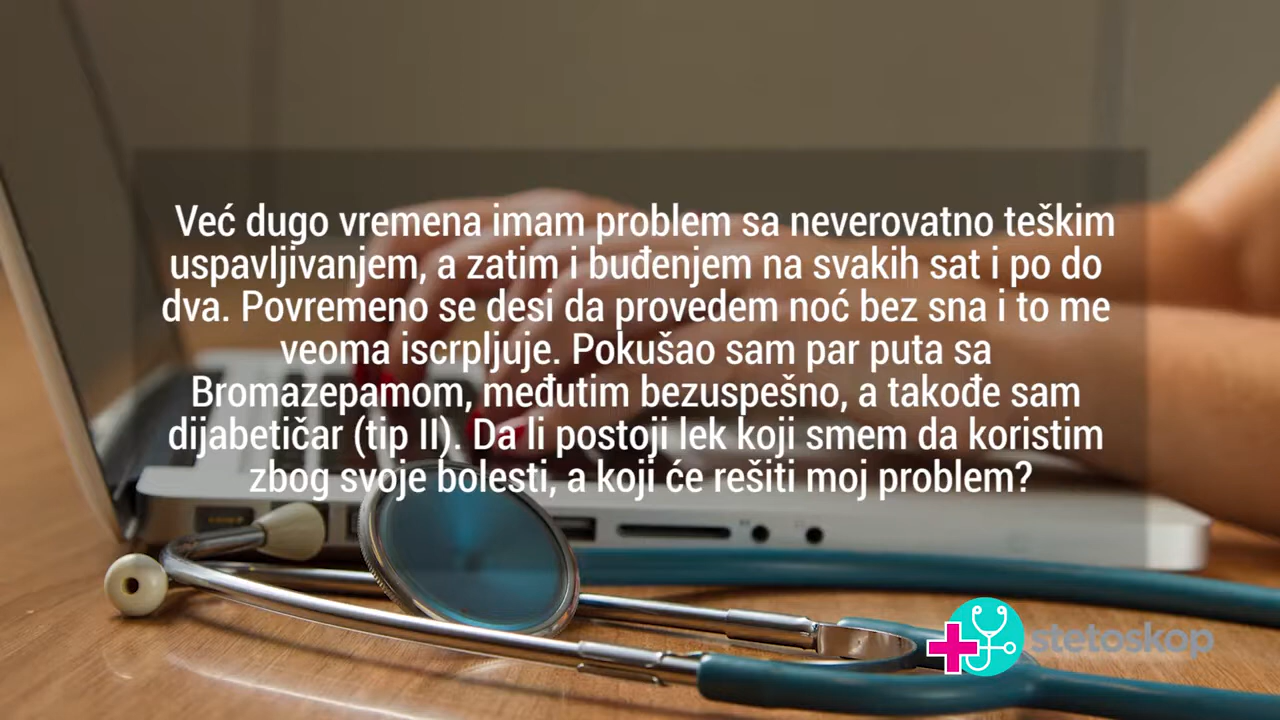 Već dugo vremena imam problem sa neverovatno teškim
uspavljivanjem, a zatim i buđenjem na svakih sat i po do
dva. Povremeno se desi da provedem noć bez sna i to me
veoma iscrpljuje. Pokušao sam par puta sa
Bromazepamom, međutim bezuspešno, a takođe sam
dijabetičar (tip II). Da li postoji lek koji smem da koristim
zbog svoje bolesti, a koji će rešiti moj problem?
stetoskop